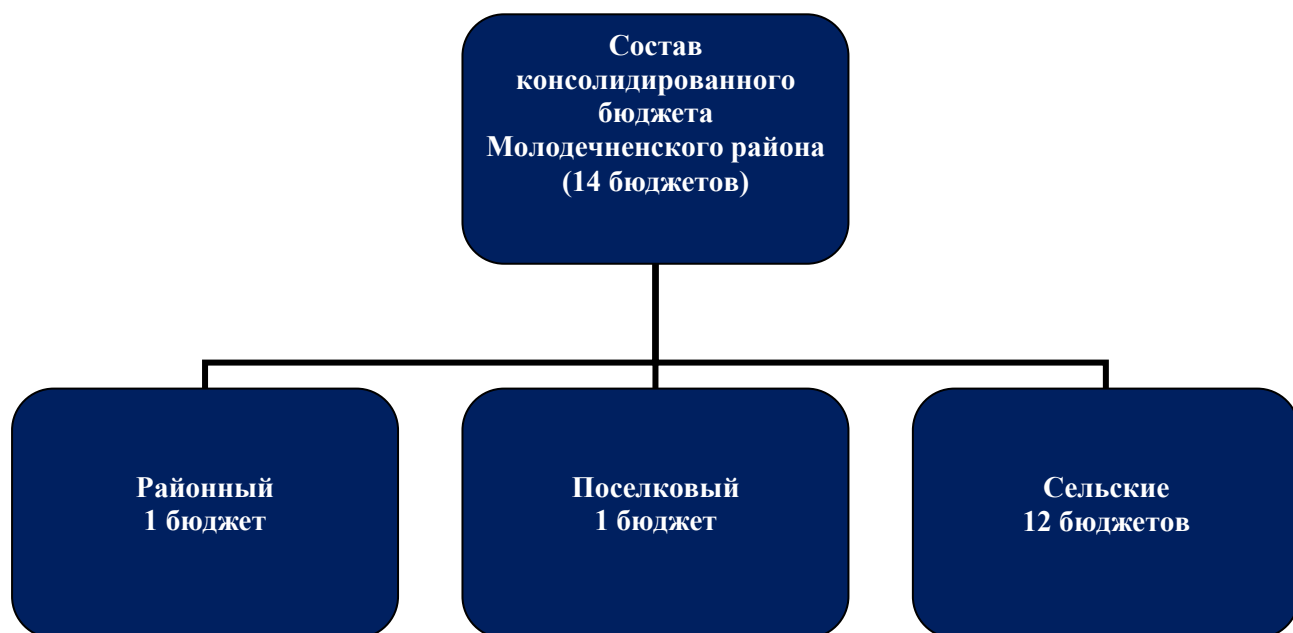 Состав
консолидированного
бюджета
Молодечненского района
(14 бюджетов)
Районный
1 бюджет
Поселковый
1 бюджет
Сельские
12 бюджетов